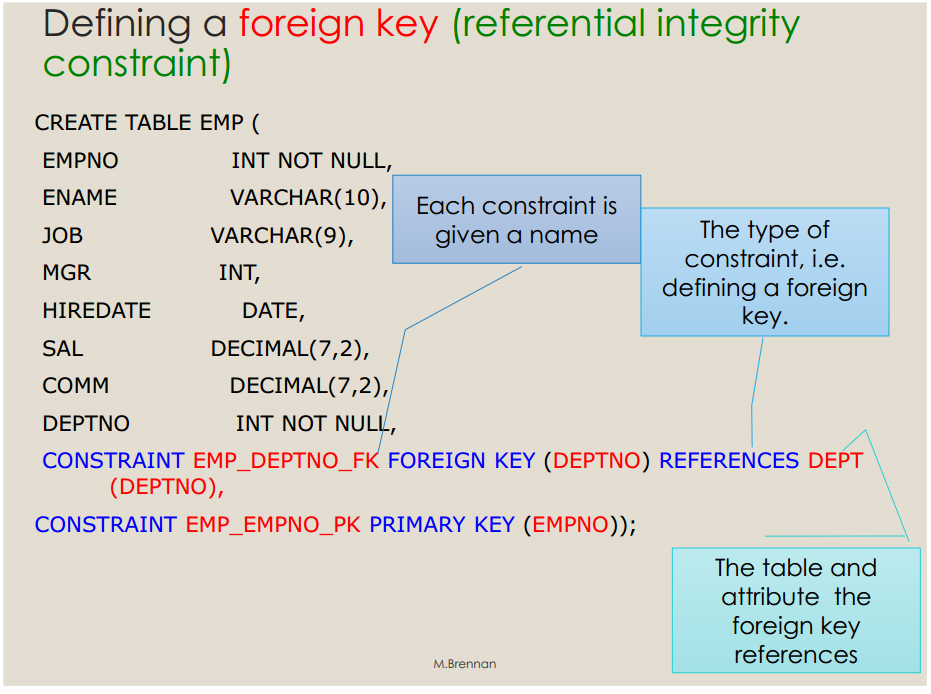 Defining a foreign key (referential integrity
constraint)
CREATE TABLE EMP (
EMPNO INT NOT NULL,
ENAME VARCHAR(10),
JOB VARCHAR(9),
MGR INT,
HIREDATE DATE,
SAL DECIMAL(7,2),
COMM DECIMAL(7,2),
DEPTNO INT NOT NULL,
CONSTRAINT EMP_DEPTNO_FK FOREIGN KEY (DEPTNO) REFERENCES DEPT
(DEPTNO),
CONSTRAINT EMP_EMPNO_PK PRIMARY KEY (EMPNO));
Each constraint is
given a name
The type of
constraint, i.e.
defining a foreign
key.
The table and
attribute the
foreign key
references
M.Brennan